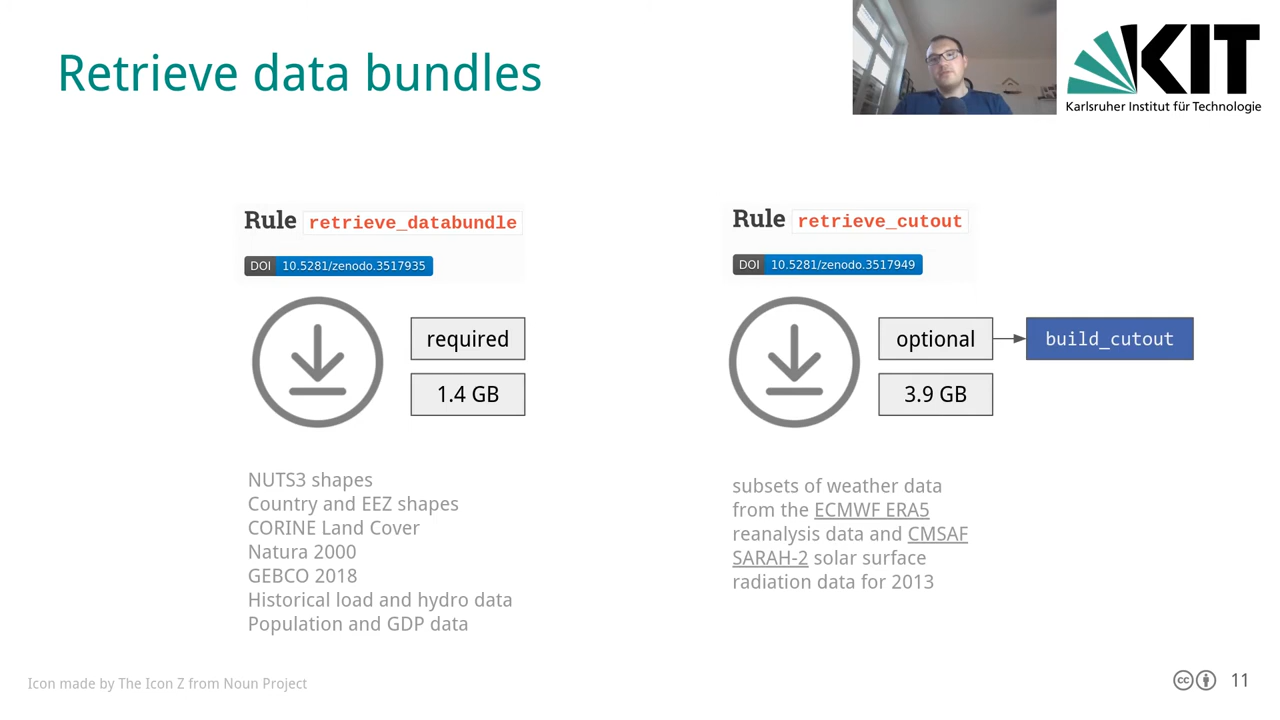 Retrieve data bundles
KIT
Karlsruher Institut für Technologie
Rule retrieve_databundle
DOI 10.5281/zenodo.3517935
required
1.4 GB
NUTS3 shapes
Country and EEZ shapes
CORINE Land Cover
Natura 2000
GEBCO 2018
Historical load and hydro data
Population and GDP data
Rule retrieve_cutout
DOI 10.5281/zenodo.3517949
optional
build_cutout
3.9 GB
subsets of weather data
from the ECMWF ERA5
reanalysis data and CMSAF
SARAH-2 solar surface
radiation data for 2013
Icon made by The Icon Z from Noun Project
cc
11